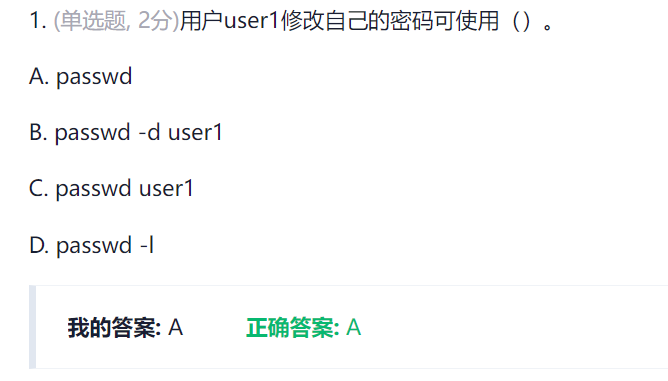 1. (单选题, 2分)用户user1修改自己的密码可使用（）。
A. passwd
B. passwd -d user1
C. passwd user1
D. passwd -l
我的答案: A 正确答案: A